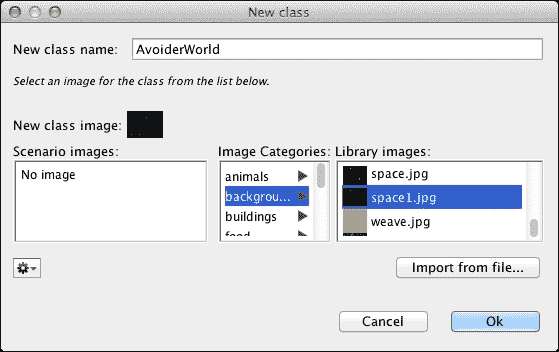 New class
New class name: AvoiderWorld
Select an image for the class from the list below.
New class image:
Scenario images: Image Categories: Library images:
No image
animals
backgrou...
buildings
food
space.jpg
space1.jpg
weave.jpg
Import from file...
Cancel Ok